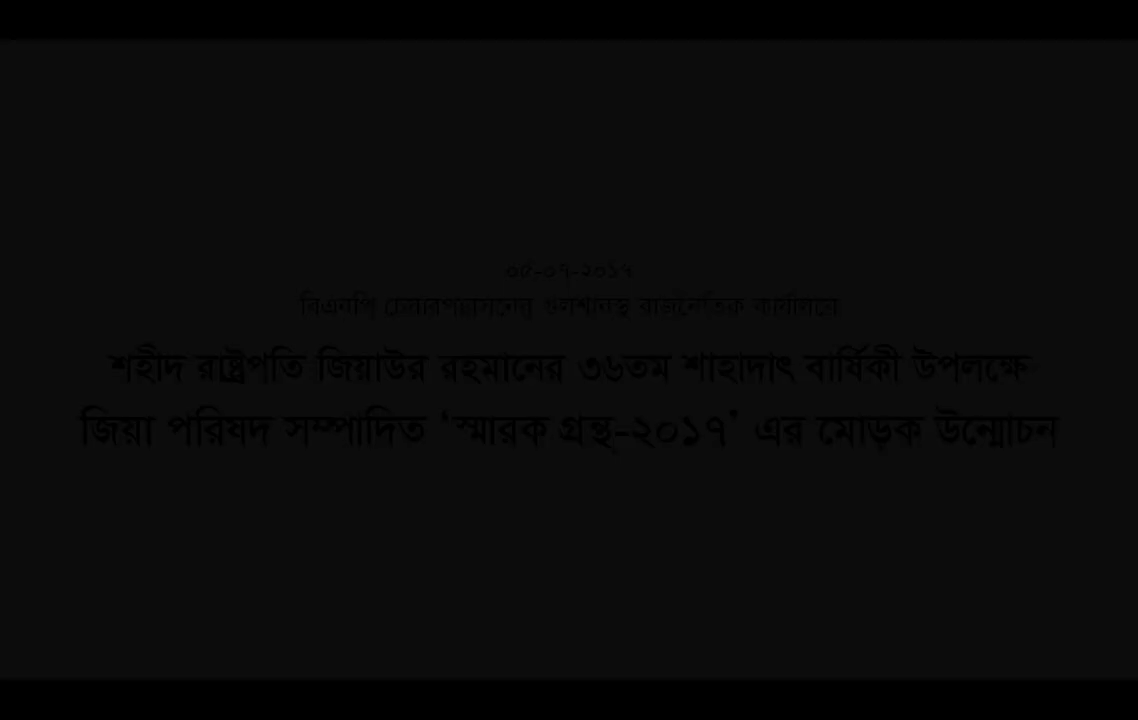 ০৫-০৭-২০১৭
বিএনপি চেয়ারপার্সনের গুলশানস্থ রাজনৈতিক কার্যালয়ে
শহীদ রাষ্ট্রপতি জিয়াউর রহমানের ৩৬তম শাহাদাৎ বার্ষিকী উপলক্ষে
জিয়া পরিষদ সম্পাদিত ‘স্মারক গ্রন্থ-২০১৭’ এর মোড়ক উন্মোচন